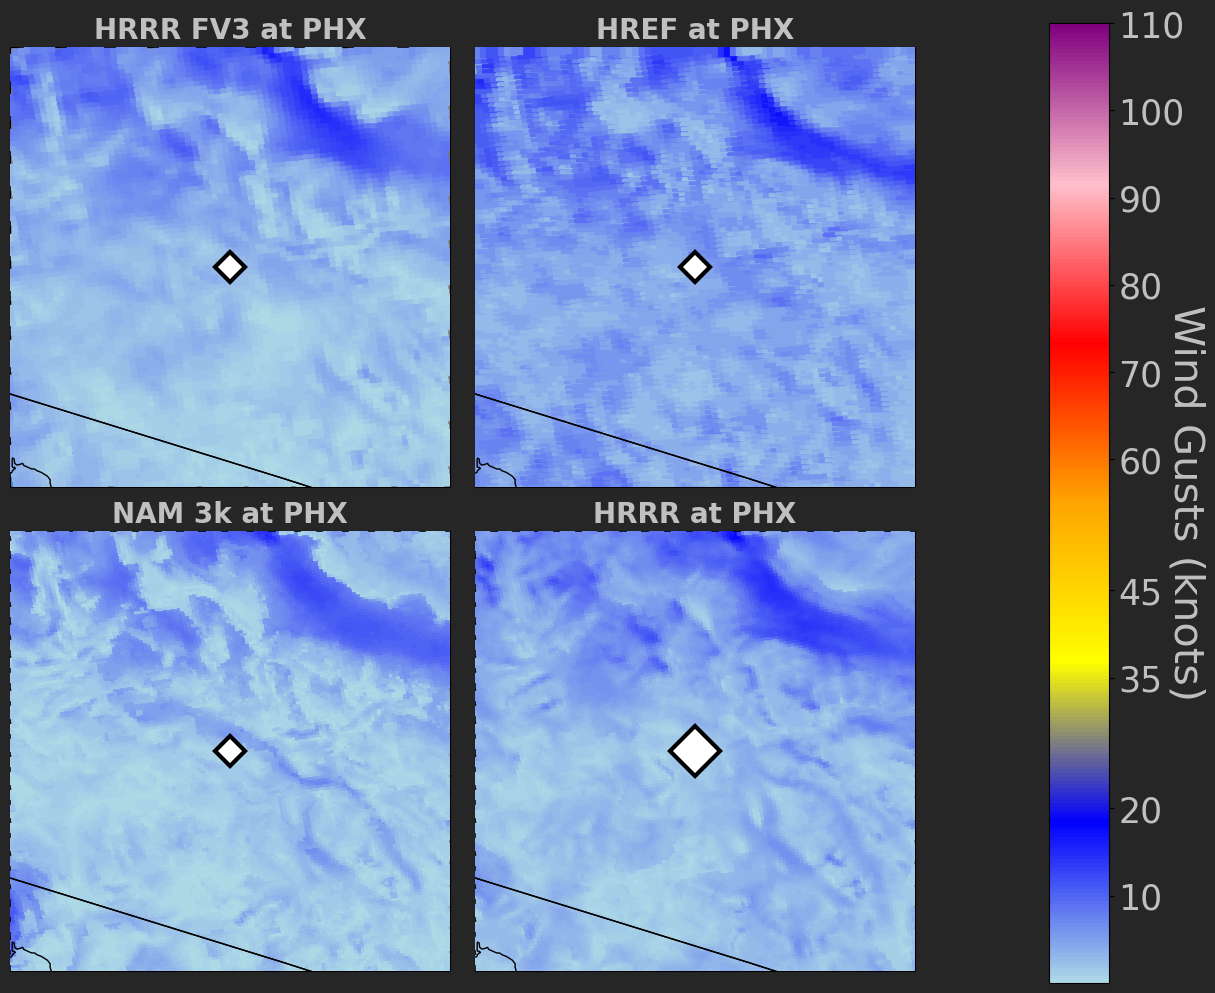 HRRR FV3 at PHX
HREF at PHX
NAM 3k at PHX
HRRR at PHX
110
100
90
80
70
60
45
35
20
10
Wind Gusts (knots)